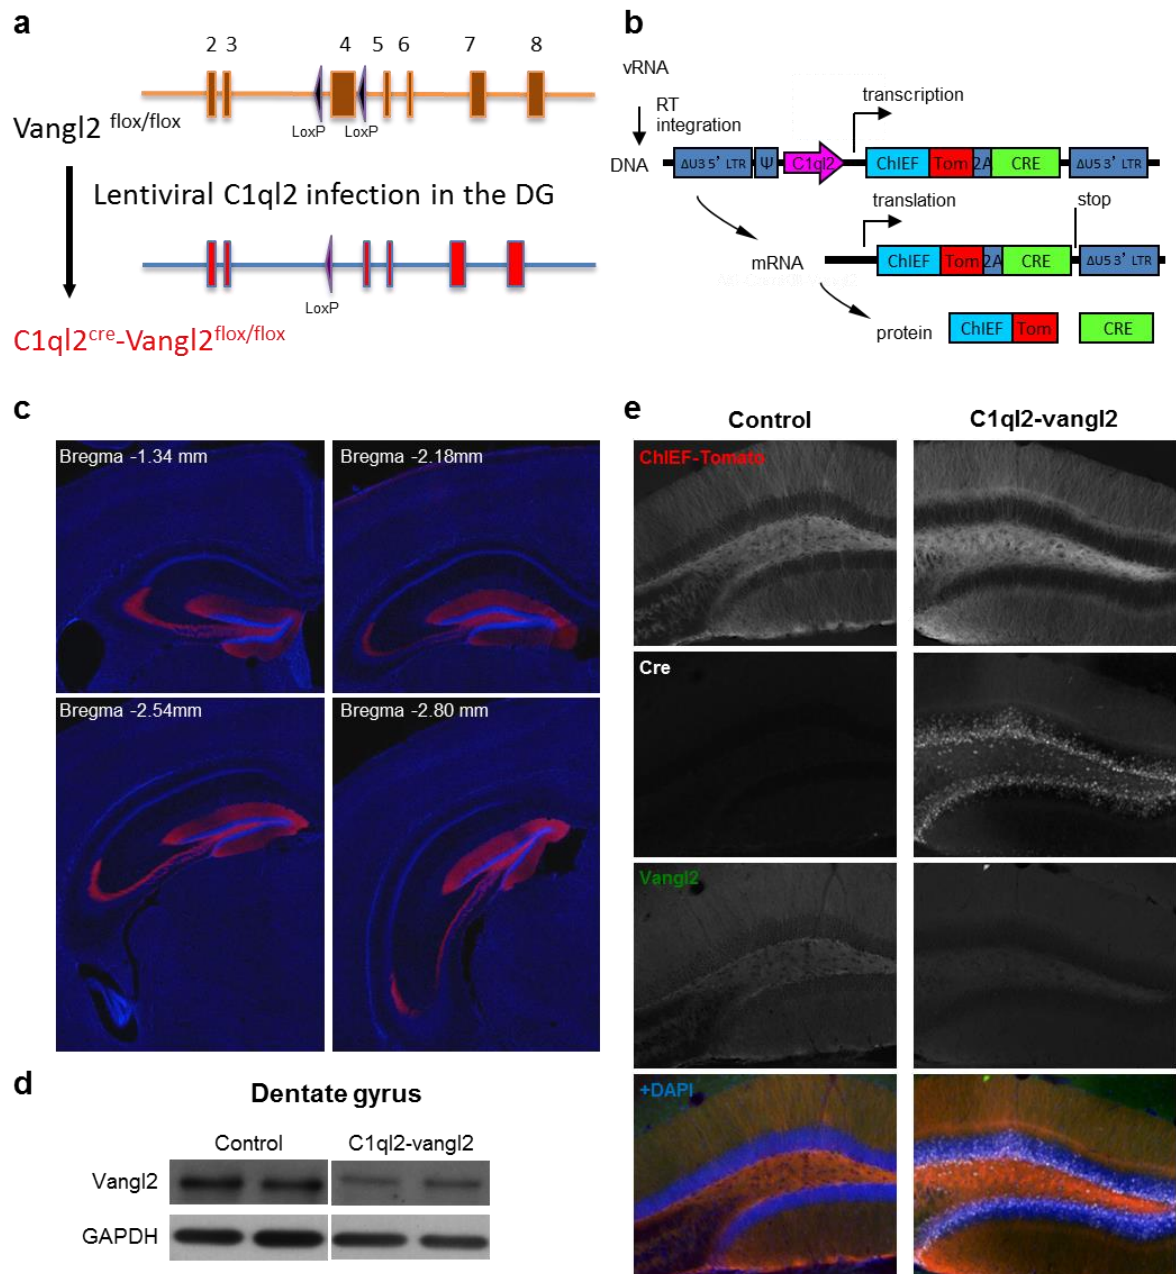 a
2 3 4 5 6 7 8
LoxP LoxP
Vangl2 flox/flox
Lentiviral C1ql2 infection in the DG
LoxP
C1ql2cre-Vangl2flox/flox
b
vRNA
RT
integration
transcription
DNA
ΔU3 5’ LTR Ψ C1ql2 ChIEF Tom 2A CRE ΔU5 3’ LTR
translation
stop
mRNA
ChIEF Tom 2A CRE ΔU5 3’ LTR
protein
ChIEF Tom CRE
c
Bregma -1.34 mm
Bregma -2.18mm
Bregma -2.54mm
Bregma -2.80 mm
d
Dentate gyrus
Control C1ql2-vangl2
Vangl2
GAPDH
e
Control C1ql2-vangl2
ChIEF-Tomato
Cre
Vangl2
+DAPI